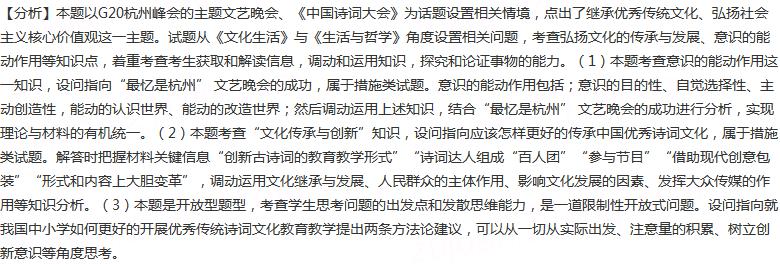 【分析】本题以G20杭州峰会的主题文艺晚会、《中国诗词大会》为话题设置相关情境，点出了继承优秀传统文化、弘扬社会
主义核心价值观这一主题。试题从《文化生活》与《生活与哲学》角度设置相关问题，考查弘扬文化的传承与发展、意识的能
动作用等知识点，着重考查考生获取和解读信息，调动和运用知识，探究和论证事物的能力。（1）本题考查意识的能动作用这
一知识，设问指向“最忆是杭州” 文艺晚会的成功，属于措施类试题。意识的能动作用包括；意识的目的性、自觉选择性、主
动创造性，能动的认识世界、能动的改造世界；然后调动运用上述知识，结合“最忆是杭州” 文艺晚会的成功进行分析，实现
理论与材料的有机统一。（2）本题考查“文化传承与创新”知识，设问指向应该怎样更好的传承中国优秀诗词文化，属于措施
类试题。解答时把握材料关键信息“创新古诗词的教育教学形式”“诗词达人组成“百人团” “参与节目” “借助现代创意包
装” “形式和内容上大胆变革”，调动运用文化继承与发展、人民群众的主体作用、影响文化发展的因素、发挥大众传媒的作
用等知识分析。（3）本题是开放型题型，考查学生思考问题的出发点和发散思维能力，是一道限制性开放式问题。设问指向就
我国中小学如何更好的开展优秀传统诗词文化教育教学提出两条方法论建议，可以从一切从实际出发、注意量的积累、树立创
新意识等角度思考。